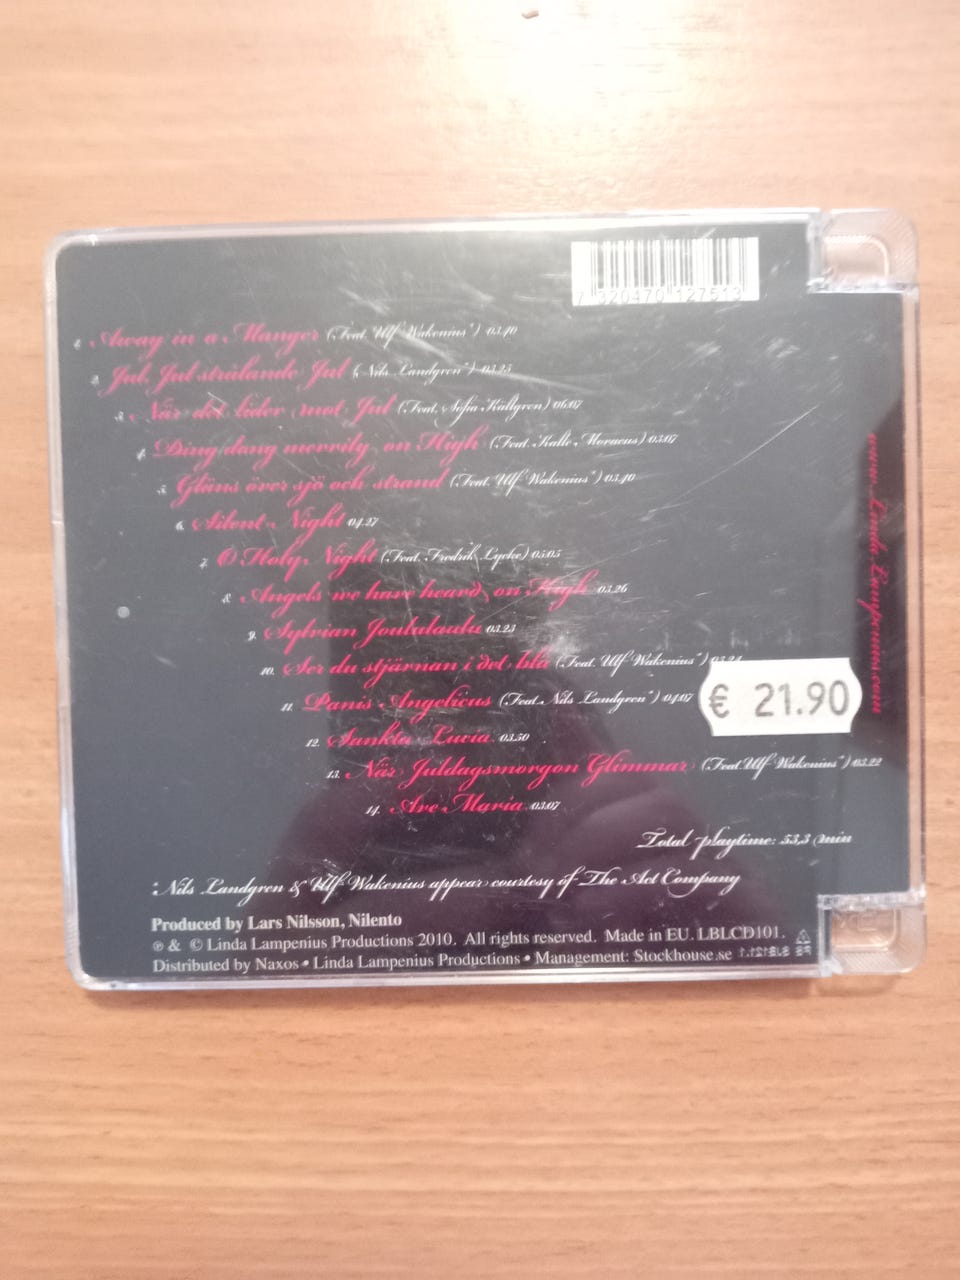 7 320470 127513
1. Away in a Manger (Feat. Ulf Wakenius*) 03.40
2. Jul, Jul strålande Jul (Nils Landgren*) 03.25
3. När det lider mot Jul (Feat. Sofia Källgren) 06.07
4. Ding dong merrily on High (Feat. Kalle Moraeus) 03.07
5. Gläns över sjö och strand (Feat. Ulf Wakenius*) 03.40
6. Silent Night 04.27
7. O Holy Night (Feat. Fredrik Lycke) 05.05
8. Angels we have heard on High 03.26
9. Sylvian Joululaulu 03.23
10. Ser du stjärnan i det blå (Feat. Ulf Wakenius*) 03.24
11. Panis Angelicus (Feat. Nils Landgren*) 04.07
12. Sankta Lucia 03.50
13. När Juldagsmorgon Glimmar (Feat. Ulf Wakenius*) 03.22
14. Ave Maria 03.07
€ 21.90
www.LindaLampenius.com
Total playtime: 53,3 min
*Nils Landgren & Ulf Wakenius appear courtesy of The Act Company
Produced by Lars Nilsson, Nilento
℗ & © Linda Lampenius Productions 2010. All rights reserved. Made in EU. LBLCD101.
Distributed by Naxos • Linda Lampenius Productions • Management: Stockhouse.se